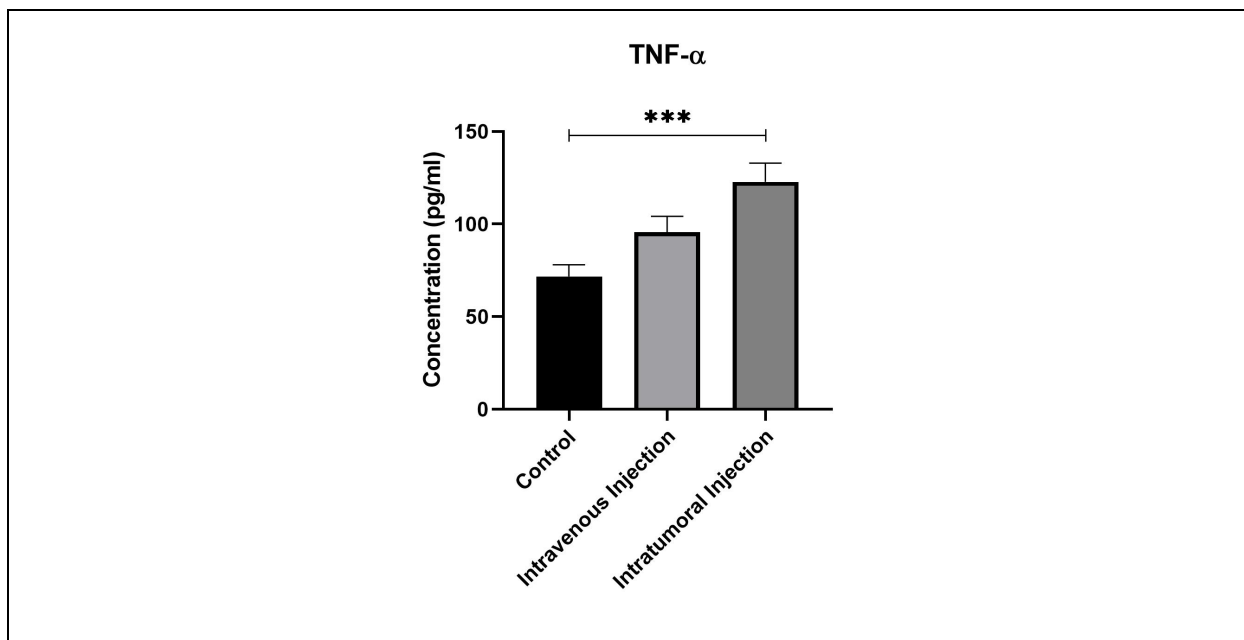 TNF-α
***
150
100
50
0
Concentration (pg/ml)
Control
Intravenous Injection
Intratumoral Injection